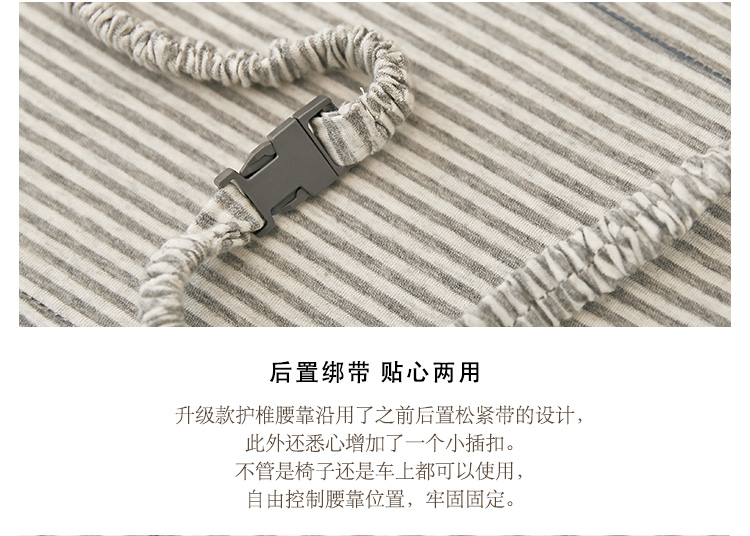 后置绑带 贴心两用
升级款护椎腰靠沿用了之前后置松紧带的设计，
此外还悉心增加了一个小插扣。
不管是椅子还是车上都可以使用，
自由控制腰靠位置，牢固固定。